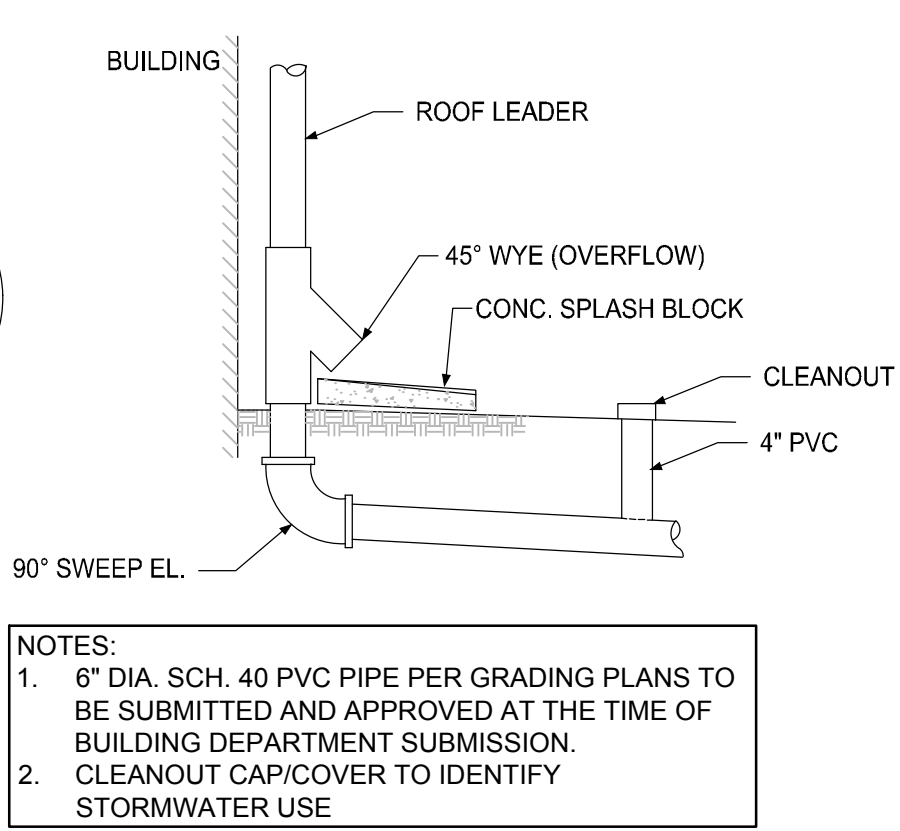 BUILDING
ROOF LEADER
45° WYE (OVERFLOW)
CONC. SPLASH BLOCK
CLEANOUT
4" PVC
90° SWEEP EL.
NOTES:
1. 6" DIA. SCH. 40 PVC PIPE PER GRADING PLANS TO
BE SUBMITTED AND APPROVED AT THE TIME OF
BUILDING DEPARTMENT SUBMISSION.
2. CLEANOUT CAP/COVER TO IDENTIFY
STORMWATER USE